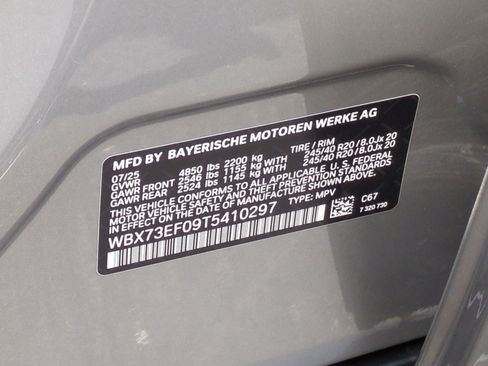 MFD BY BAYERISCHE MOTOREN WERKE AG
07/25 TIRE / RIM
GVWR 4850 lbs 2200 kg
GAWR FRONT 2546 lbs 1155 kg WITH 245/40 R20 / 8.0Jx 20
GAWR REAR 2524 lbs 1145 kg WITH 245/40 R20 / 8.0Jx 20
THIS VEHICLE CONFORMS TO ALL APPLICABLE U.S. FEDERAL
MOTOR VEHICLE SAFETY AND THEFT PREVENTION STANDARDS
IN EFFECT ON THE DATE OF MANUFACTURE SHOWN ABOVE.
WBX73EF09T5410297 TYPE: MPV C67
7 320 730